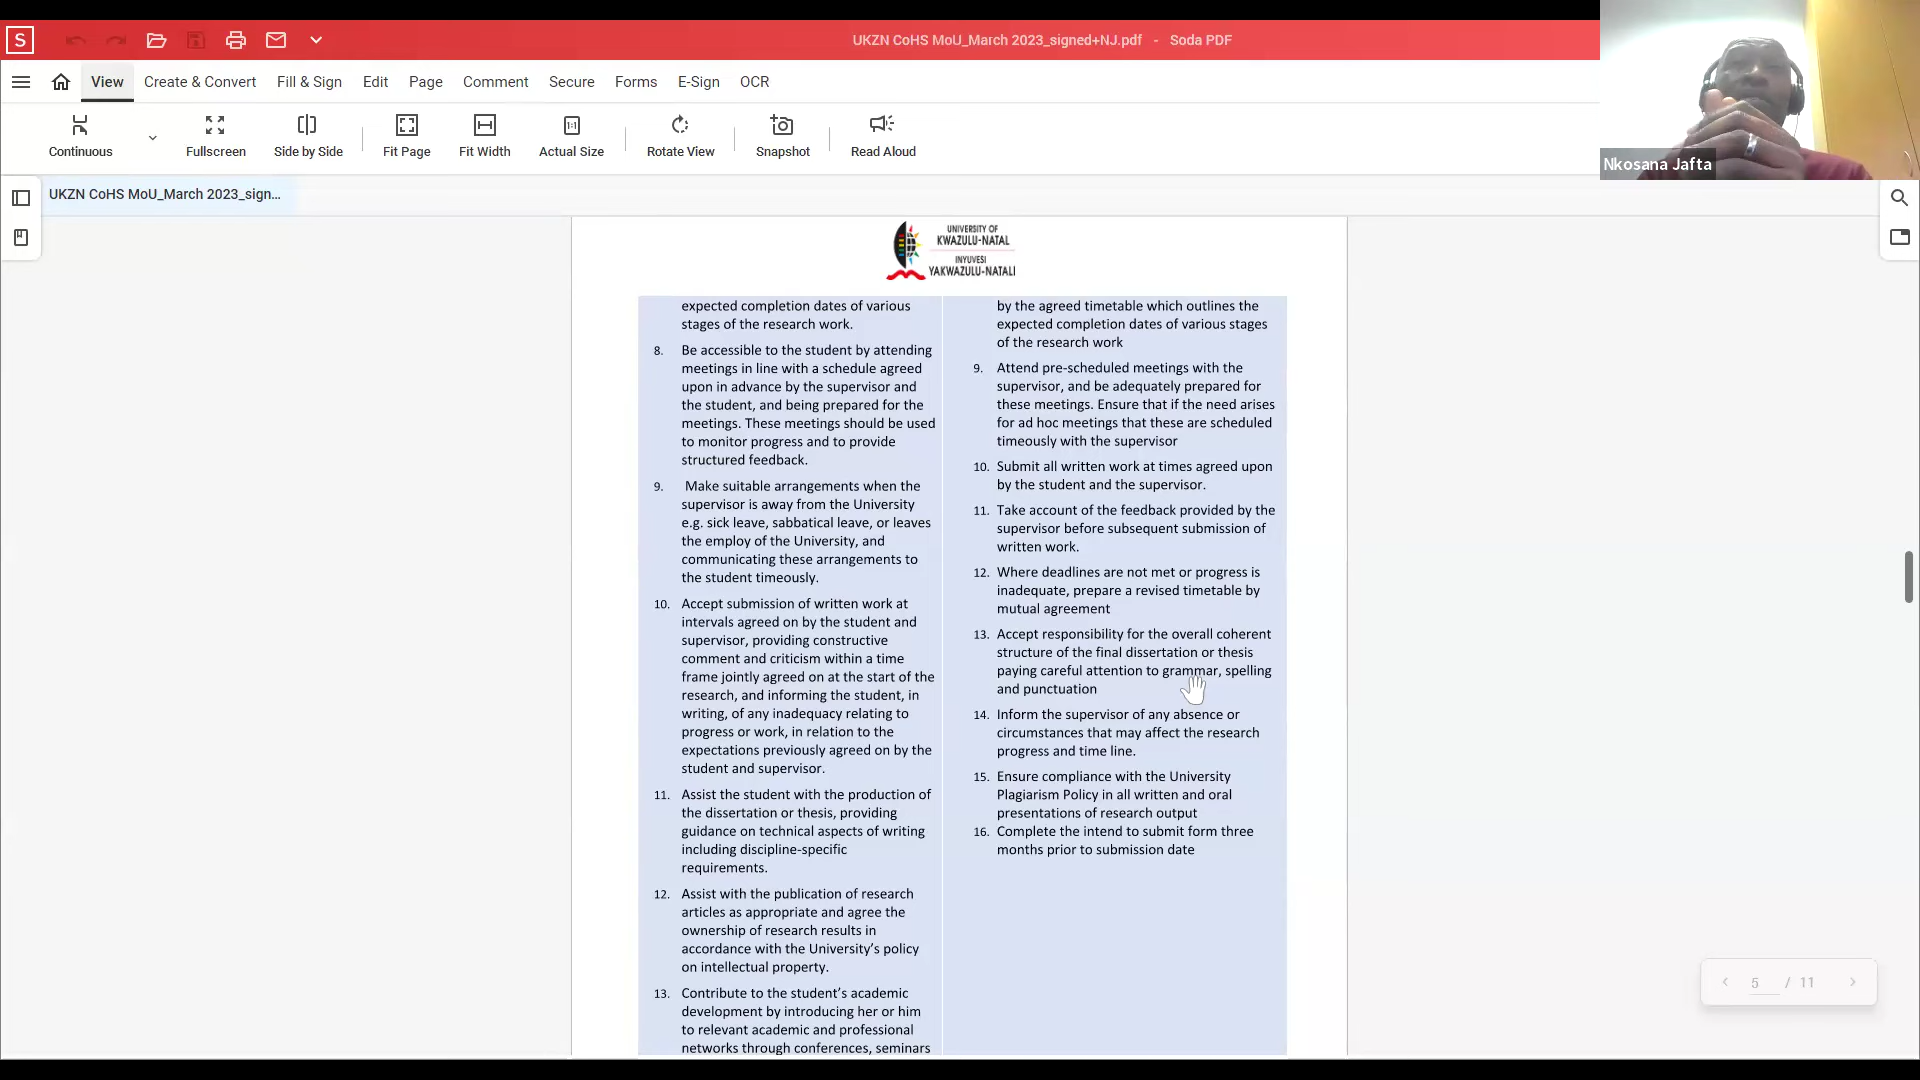 S
UKZN CoHS MoU_March 2023_signed+NJ.pdf - Soda PDF
View Create & Convert Fill & Sign Edit Page Comment Secure Forms E-Sign OCR
Continuous Fullscreen Side by Side Fit Page Fit Width Actual Size Rotate View Snapshot Read Aloud
Nkosana Jafta
UKZN CoHS MoU_March 2023_sign...
UNIVERSITY OF
KWAZULU-NATAL
INYUVESI
YAKWAZULU-NATALI
expected completion dates of various
stages of the research work.
8. Be accessible to the student by attending
meetings in line with a schedule agreed
upon in advance by the supervisor and
the student, and being prepared for the
meetings. These meetings should be used
to monitor progress and to provide
structured feedback.
9. Make suitable arrangements when the
supervisor is away from the University
e.g. sick leave, sabbatical leave, or leaves
the employ of the University, and
communicating these arrangements to
the student timeously.
10. Accept submission of written work at
intervals agreed on by the student and
supervisor, providing constructive
comment and criticism within a time
frame jointly agreed on at the start of the
research, and informing the student, in
writing, of any inadequacy relating to
progress or work, in relation to the
expectations previously agreed on by the
student and supervisor.
11. Assist the student with the production of
the dissertation or thesis, providing
guidance on technical aspects of writing
including discipline-specific
requirements.
12. Assist with the publication of research
articles as appropriate and agree the
ownership of research results in
accordance with the University's policy
on intellectual property.
13. Contribute to the student's academic
development by introducing her or him
to relevant academic and professional
networks through conferences, seminars
by the agreed timetable which outlines the
expected completion dates of various stages
of the research work
9. Attend pre-scheduled meetings with the
supervisor, and be adequately prepared for
these meetings. Ensure that if the need arises
for ad hoc meetings that these are scheduled
timeously with the supervisor
10. Submit all written work at times agreed upon
by the student and the supervisor.
11. Take account of the feedback provided by the
supervisor before subsequent submission of
written work.
12. Where deadlines are not met or progress is
inadequate, prepare a revised timetable by
mutual agreement
13. Accept responsibility for the overall coherent
structure of the final dissertation or thesis
paying careful attention to grammar, spelling
and punctuation
14. Inform the supervisor of any absence or
circumstances that may affect the research
progress and time line.
15. Ensure compliance with the University
Plagiarism Policy in all written and oral
presentations of research output
16. Complete the intend to submit form three
months prior to submission date
5 / 11